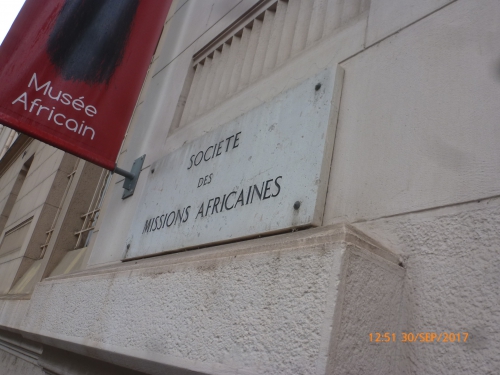 Musée
Africain
SOCIETE
DES
MISSIONS AFRICAINES
12:51 30/SEP/2017